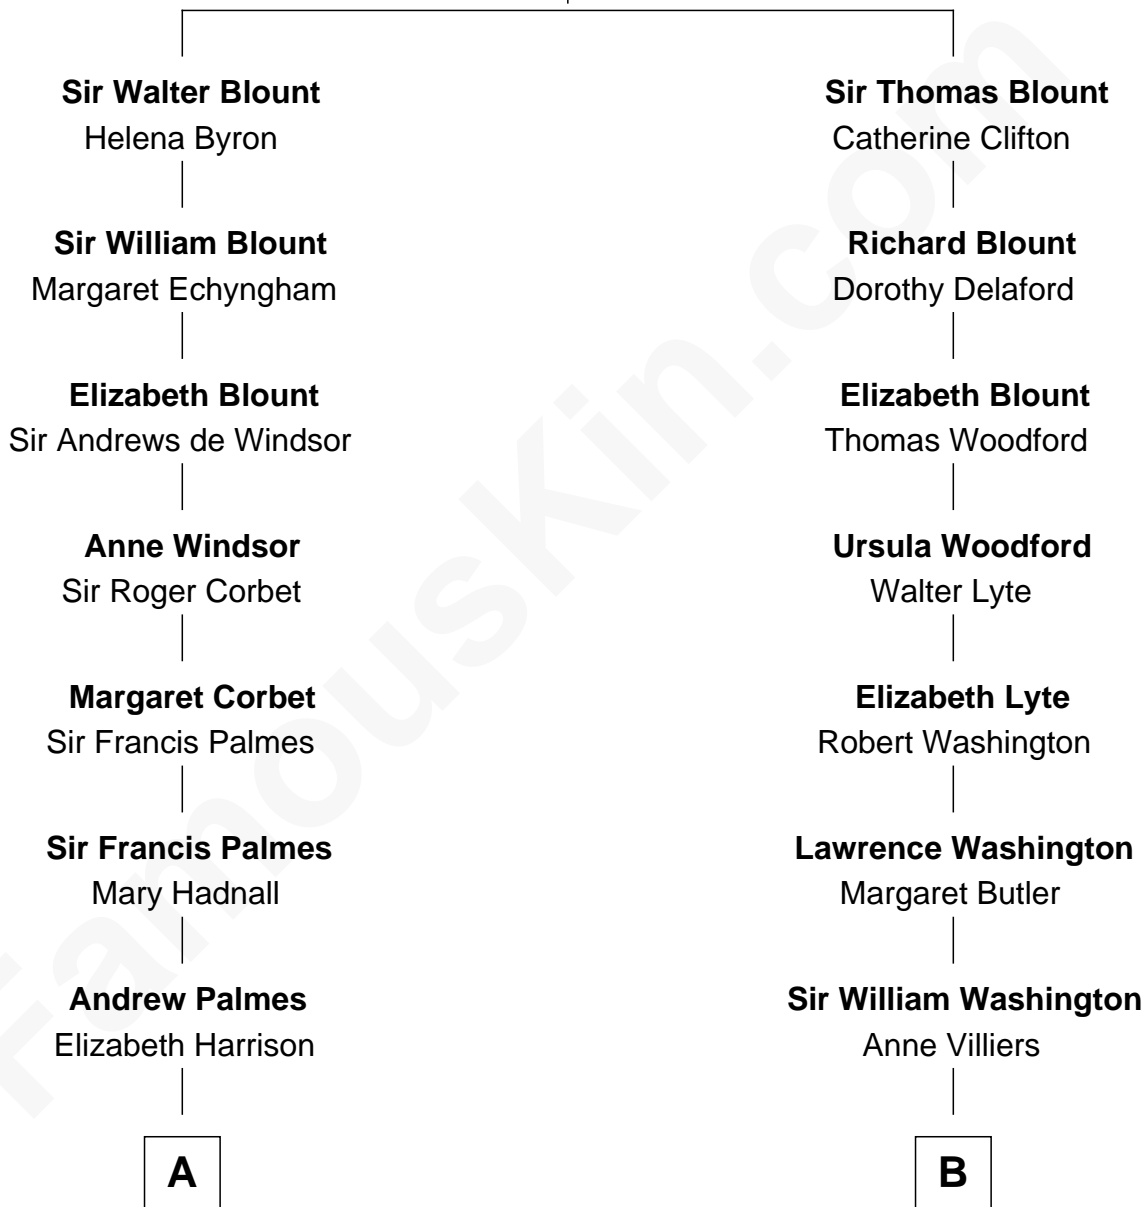 Sir Walter Blount
Helena Byron
Sir William Blount
Margaret Echyngham
Elizabeth Blount
Sir Andrews de Windsor
Anne Windsor
Sir Roger Corbet
Margaret Corbet
Sir Francis Palmes
Sir Francis Palmes
Mary Hadnall
Andrew Palmes
Elizabeth Harrison
A
Sir Thomas Blount
Catherine Clifton
Richard Blount
Dorothy Delaford
Elizabeth Blount
Thomas Woodford
Ursula Woodford
Walter Lyte
Elizabeth Lyte
Robert Washington
Lawrence Washington
Margaret Butler
Sir William Washington
Anne Villiers
B
FamousKin.com